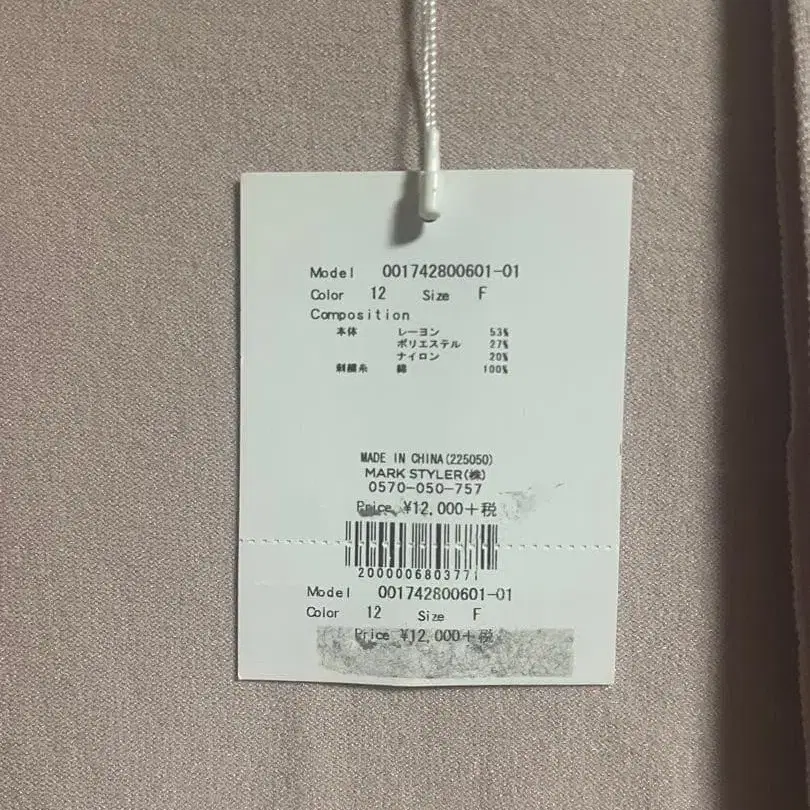 Model 001742800601-01
Color 12 Size F
Composition
本体 レーヨン 53%
ポリエステル 27%
ナイロン 20%
刺繍糸 綿 100%
MADE IN CHINA(225050)
MARK STYLER(株)
0570-050-757
Price ¥12,000+税
2000006803771
Model 001742800601-01
Color 12 Size F
Price ¥12,000+税